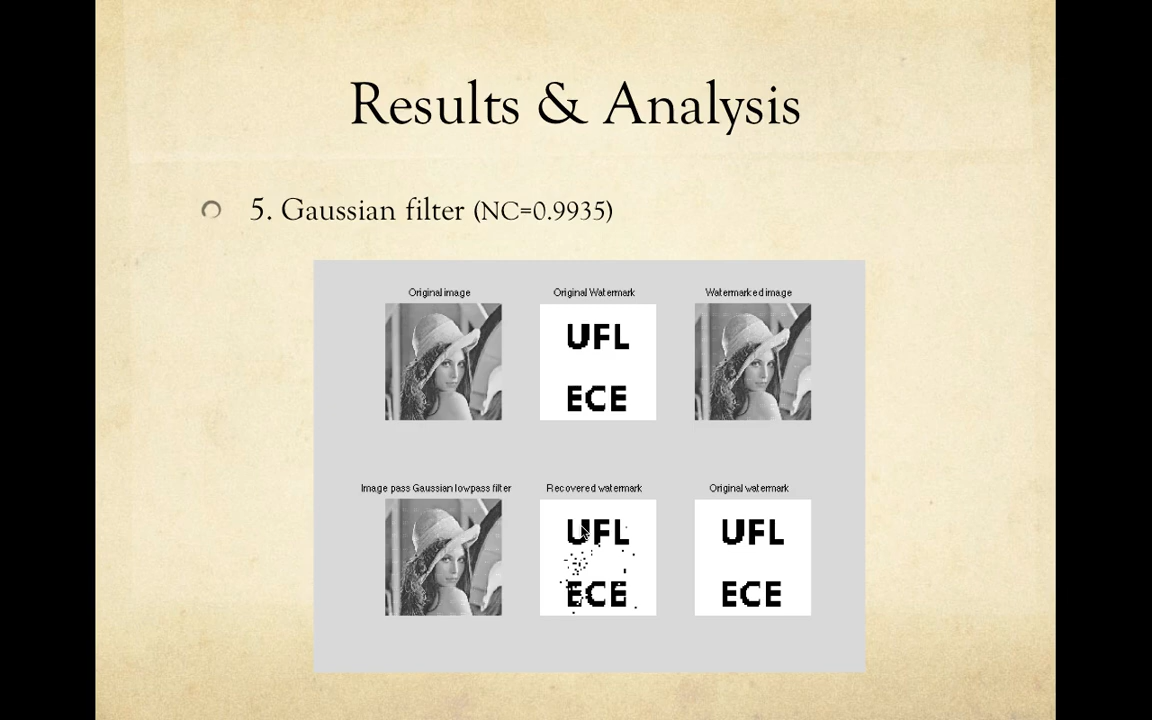 Results & Analysis
5. Gaussian filter (NC=0.9935)
Original image
Original Watermark
Watermarked image
UFL
ECE
Image pass Gaussian lowpass filter
Recovered watermark
Original watermark
UFL
UFL
ECE
ECE